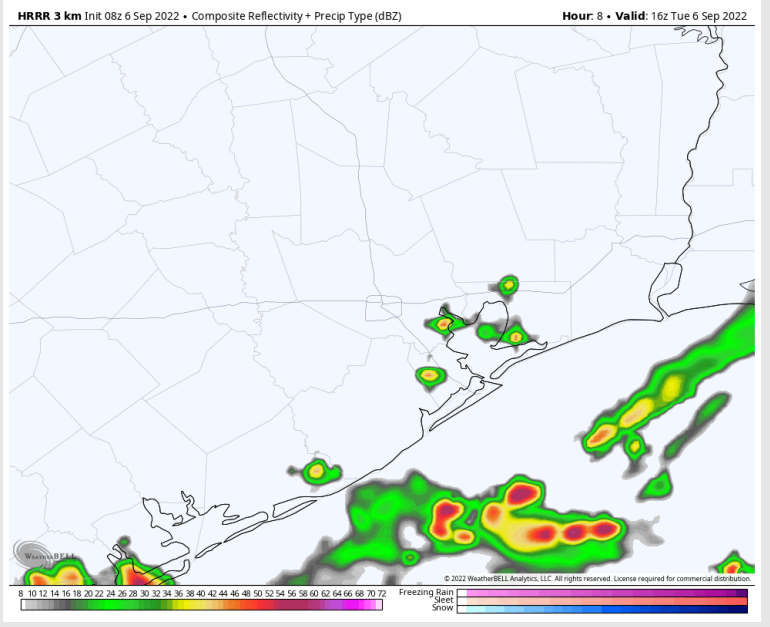 HRRR 3 km Init 08z 6 Sep 2022 • Composite Reflectivity + Precip Type (dBZ)
Hour: 8 • Valid: 16z Tue 6 Sep 2022
WEATHERBELL
© 2022 WeatherBELL Analytics, LLC. All rights reserved. License required for commercial distribution.
8 10 12 14 16 18 20 22 24 26 28 30 32 34 36 38 40 42 44 46 48 50 52 54 56 58 60 62 64 66 68 70 72
Freezing Rain
Sleet
Snow